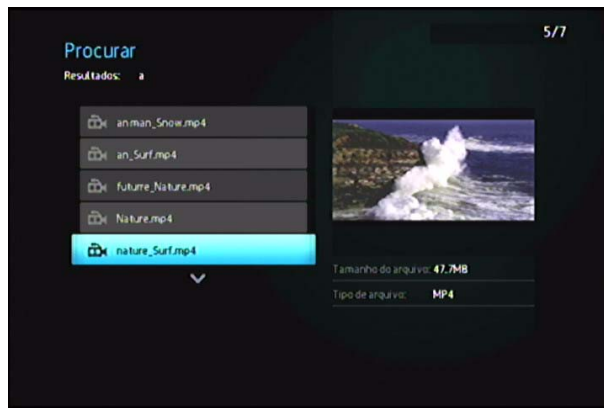 5/7
Procurar
Resultados: a
anman_Snow.mp4
an_Surf.mp4
futurre_Nature.mp4
Nature.mp4
nature_Surf.mp4
Tamanho do arquivo: 47.7MB
Tipo de arquivo: MP4